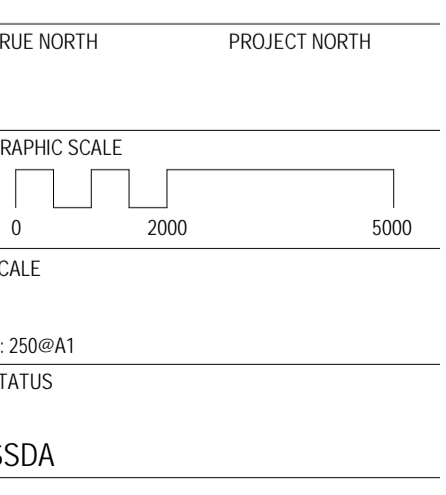 RUE NORTH PROJECT NORTH
RAPHIC SCALE
0 2000 5000
CALE
: 250@A1
TATUS
SSDA